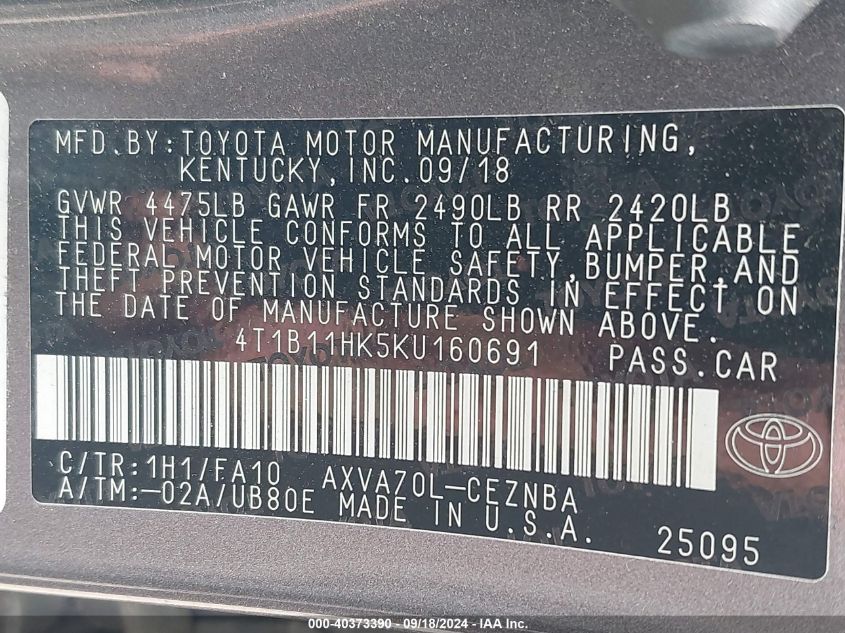 MFD.BY:TOYOTA MOTOR MANUFACTURING,
KENTUCKY,INC.09/18
GVWR 4475LB GAWR FR 2490LB RR 2420LB
THIS VEHICLE CONFORMS TO ALL APPLICABLE
FEDERAL MOTOR VEHICLE SAFETY,BUMPER,AND
THEFT PREVENTION STANDARDS IN EFFECT ON
THE DATE OF MANUFACTURE SHOWN ABOVE.
4T1B11HK5KU160691 PASS.CAR
C/TR:1H1/FA10 AXVA70L-CEZNBA
A/TM:-02A/UB80E MADE IN U.S.A.
25095
000-40373390 - 09/18/2024 - IAA Inc.